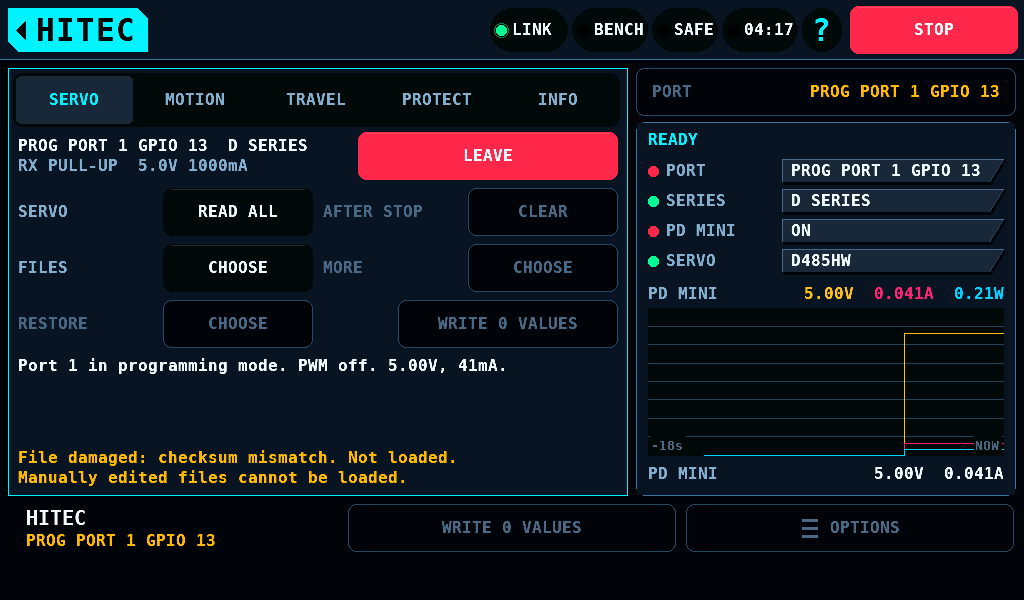 HITEC
LINK
BENCH
SAFE
04:17
?
STOP
SERVO
MOTION
TRAVEL
PROTECT
INFO
PROG PORT 1 GPIO 13  D SERIES
RX PULL-UP  5.0V 1000mA
LEAVE
SERVO
READ ALL
AFTER STOP
CLEAR
FILES
CHOOSE
MORE
CHOOSE
RESTORE
CHOOSE
WRITE 0 VALUES
Port 1 in programming mode. PWM off. 5.00V, 41mA.
File damaged: checksum mismatch. Not loaded.
Manually edited files cannot be loaded.
PORT
PROG PORT 1 GPIO 13
READY
PORT
PROG PORT 1 GPIO 13
SERIES
D SERIES
PD MINI
ON
SERVO
D485HW
PD MINI
5.00V
0.041A
0.21W
-18s
NOW
PD MINI
5.00V
0.041A
HITEC
PROG PORT 1 GPIO 13
WRITE 0 VALUES
OPTIONS